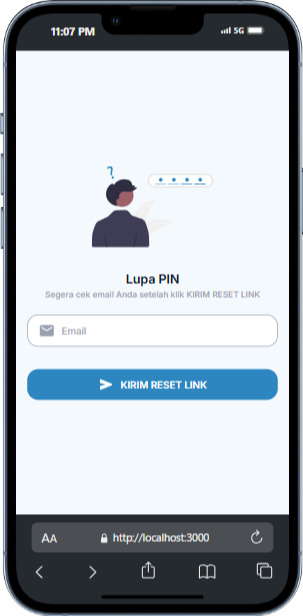 11:07 PM
5G
?
Lupa PIN
Segera cek email Anda setelah klik KIRIM RESET LINK
Email
KIRIM RESET LINK
AA
http://localhost:3000